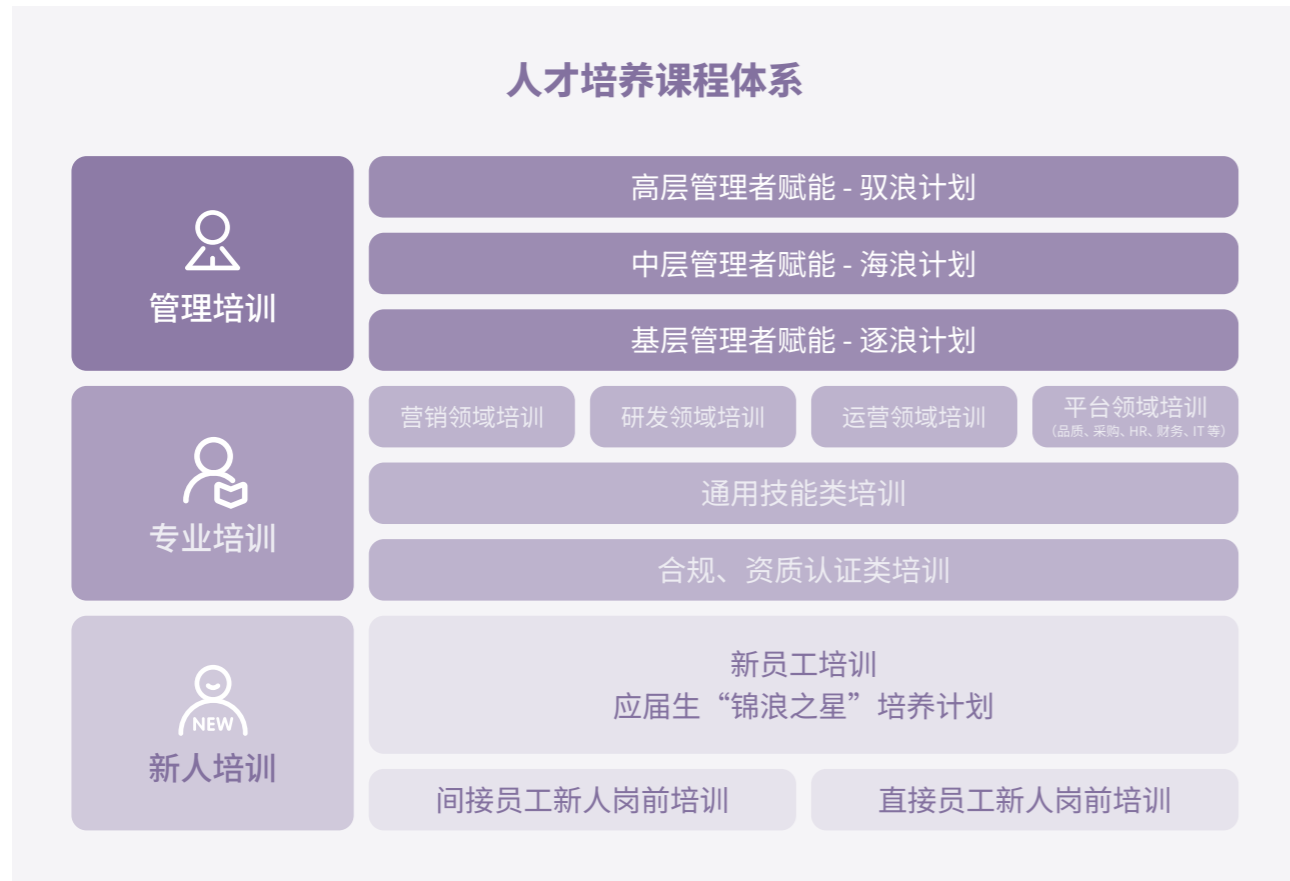 人才培养课程体系
管理培训
高层管理者赋能 - 驭浪计划
中层管理者赋能 - 海浪计划
基层管理者赋能 - 逐浪计划
专业培训
营销领域培训
研发领域培训
运营领域培训
平台领域培训
（品质、采购、HR、财务、IT 等）
通用技能类培训
合规、资质认证类培训
NEW
新人培训
新员工培训
应届生“锦浪之星”培养计划
间接员工新人岗前培训
直接员工新人岗前培训